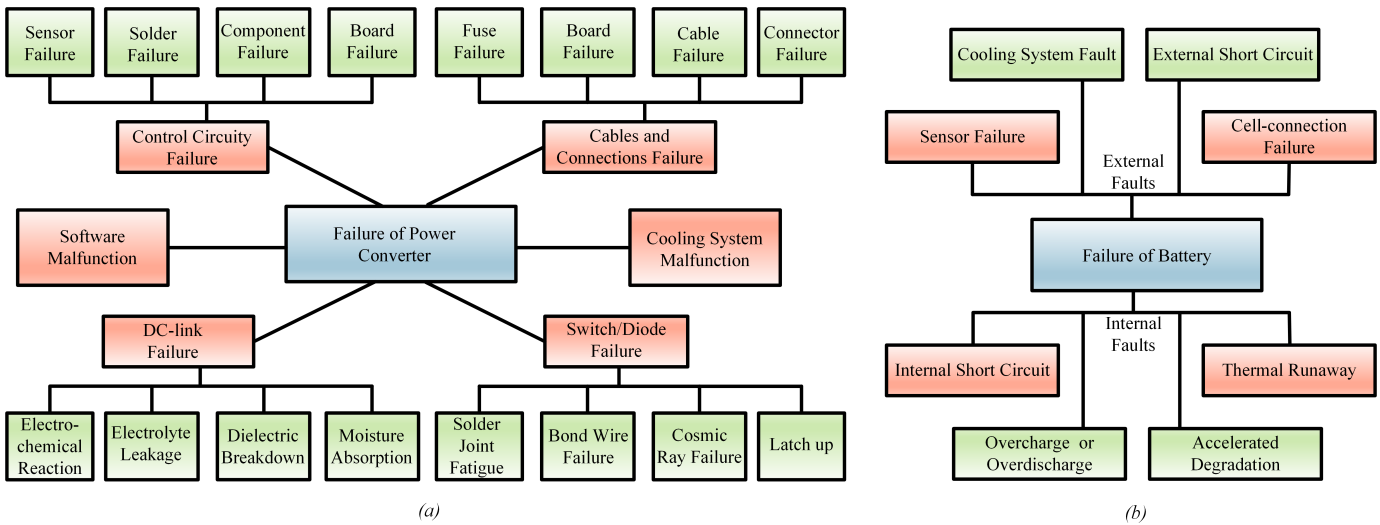 Sensor
Failure
Solder
Failure
Component
Failure
Board
Failure
Fuse
Failure
Board
Failure
Cable
Failure
Connector
Failure
Control Circuity
Failure
Cables and
Connections Failure
Software
Malfunction
Failure of Power
Converter
Cooling System
Malfunction
DC-link
Failure
Switch/Diode
Failure
Electro-
chemical
Reaction
Electrolyte
Leakage
Dielectric
Breakdown
Moisture
Absorption
Solder
Joint
Fatigue
Bond Wire
Failure
Cosmic
Ray Failure
Latch up
(a)
Cooling System Fault
External Short Circuit
Sensor Failure
Cell-connection
Failure
External
Faults
Failure of Battery
Internal
Faults
Internal Short Circuit
Thermal Runaway
Overcharge or
Overdischarge
Accelerated
Degradation
(b)